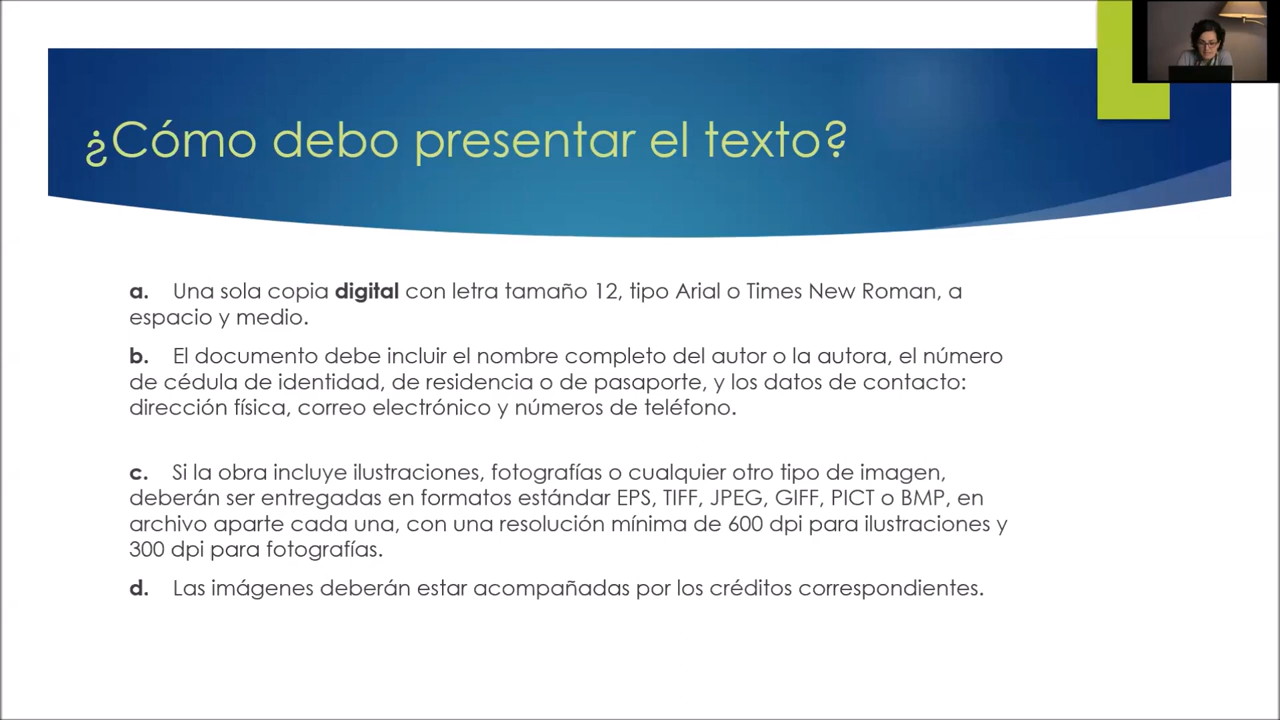 ¿Cómo debo presentar el texto?
a. Una sola copia digital con letra tamaño 12, tipo Arial o Times New Roman, a
espacio y medio.
b. El documento debe incluir el nombre completo del autor o la autora, el número
de cédula de identidad, de residencia o de pasaporte, y los datos de contacto:
dirección física, correo electrónico y números de teléfono.
c. Si la obra incluye ilustraciones, fotografías o cualquier otro tipo de imagen,
deberán ser entregadas en formatos estándar EPS, TIFF, JPEG, GIFF, PICT o BMP, en
archivo aparte cada una, con una resolución mínima de 600 dpi para ilustraciones y
300 dpi para fotografías.
d. Las imágenes deberán estar acompañadas por los créditos correspondientes.